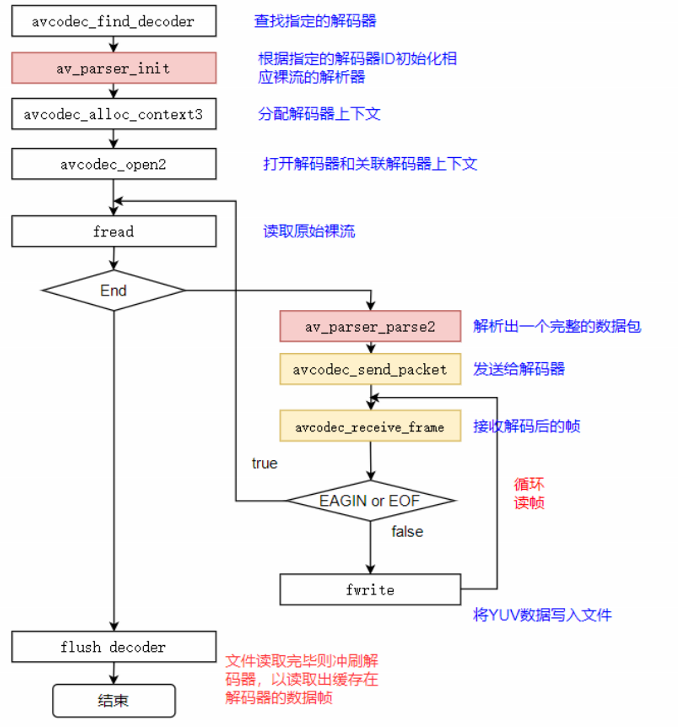 avcodec_find_decoder
查找指定的解码器
av_parser_init
根据指定的解码器ID初始化相
应裸流的解析器
avcodec_alloc_context3
分配解码器上下文
avcodec_open2
打开解码器和关联解码器上下文
fread
读取原始裸流
End
av_parser_parse2
解析出一个完整的数据包
avcodec_send_packet
发送给解码器
avcodec_receive_frame
接收解码后的帧
true
EAGIN or EOF
循环
读帧
false
fwrite
将YUV数据写入文件
flush decoder
文件读取完毕则冲刷解
码器，以读取出缓存在
解码器的数据帧
结束